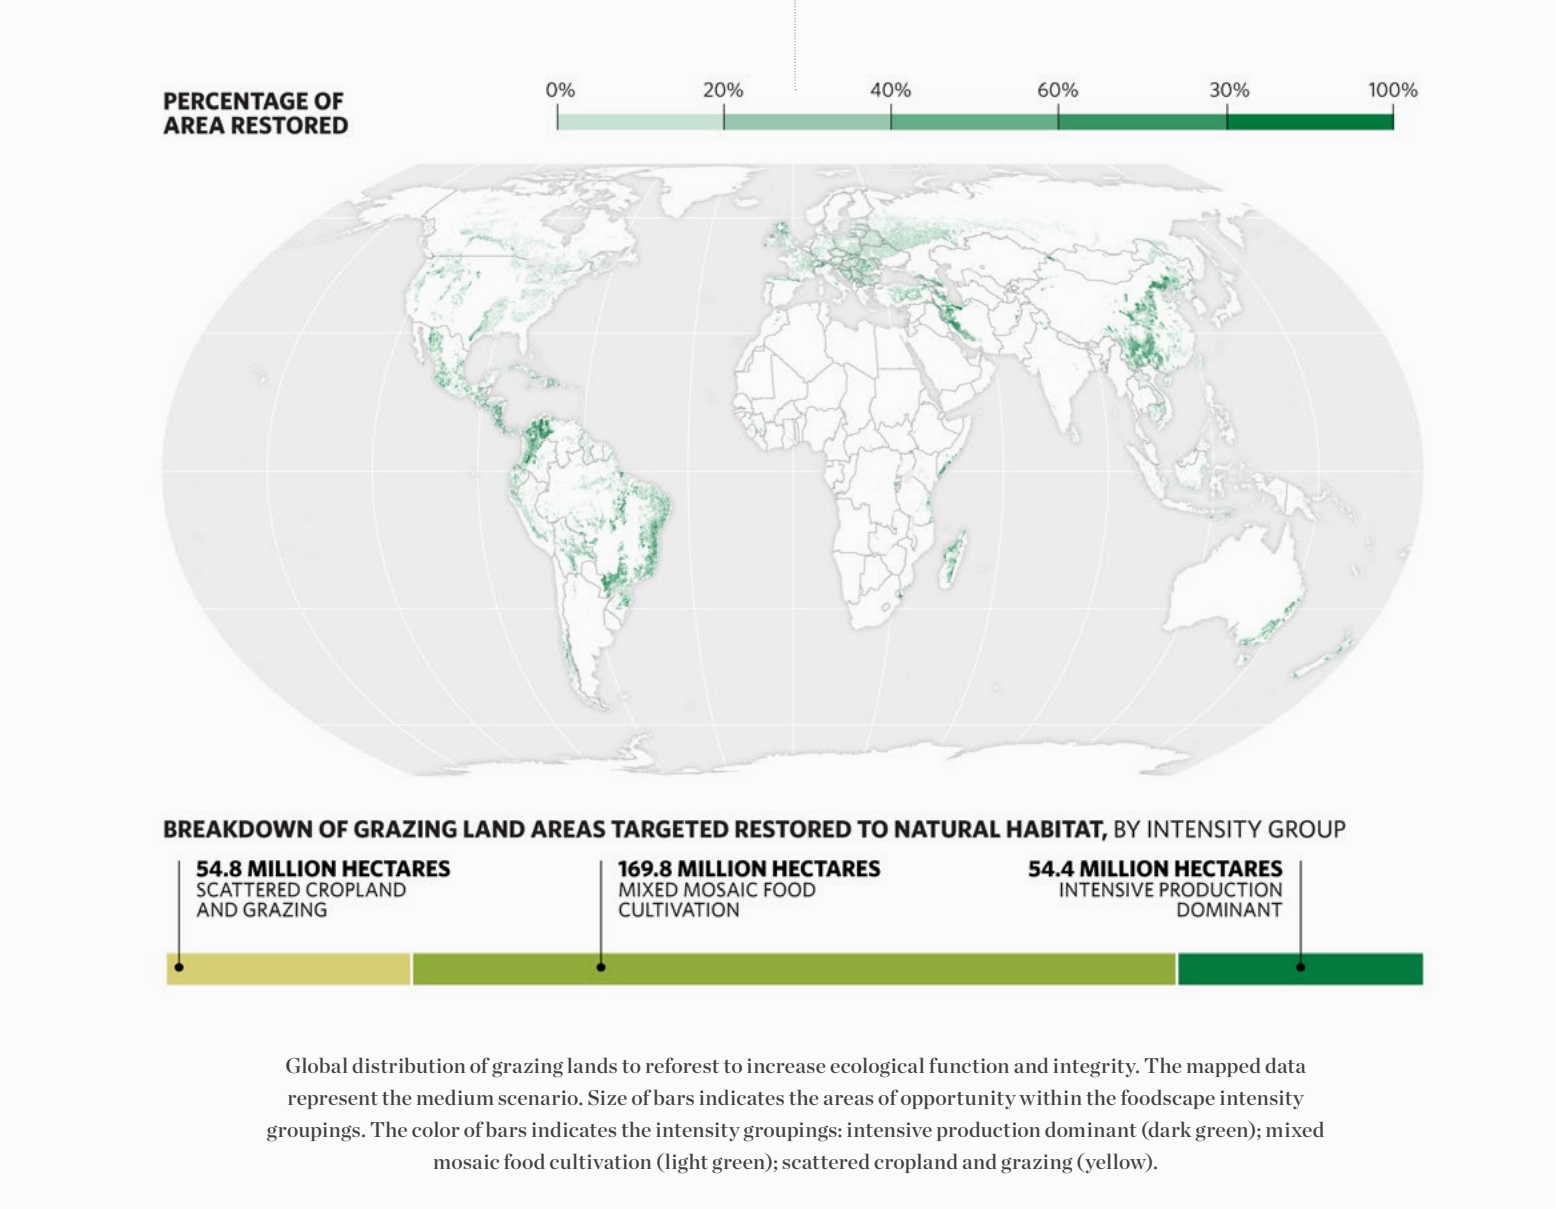 PERCENTAGE OF
AREA RESTORED
0% 20% 40% 60% 30% 100%
BREAKDOWN OF GRAZING LAND AREAS TARGETED RESTORED TO NATURAL HABITAT, BY INTENSITY GROUP
54.8 MILLION HECTARES
SCATTERED CROPLAND
AND GRAZING
169.8 MILLION HECTARES
MIXED MOSAIC FOOD
CULTIVATION
54.4 MILLION HECTARES
INTENSIVE PRODUCTION
DOMINANT
Global distribution of grazing lands to reforest to increase ecological function and integrity. The mapped data
represent the medium scenario. Size of bars indicates the areas of opportunity within the foodscape intensity
groupings. The color of bars indicates the intensity groupings: intensive production dominant (dark green); mixed
mosaic food cultivation (light green); scattered cropland and grazing (yellow).